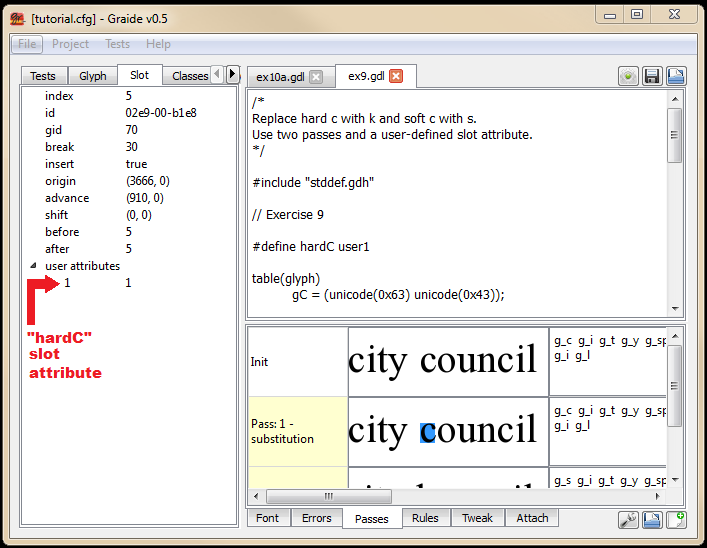 [tutorial.cfg] - Graide v0.5
File Project Tests Help
Tests Glyph Slot Classes
index 5
id 02e9-00-b1e8
gid 70
break 30
insert true
origin (3666, 0)
advance (910, 0)
shift (0, 0)
before 5
after 5
user attributes
1 1
"hardC"
slot
attribute
ex10a.gdl ex9.gdl
/*
Replace hard c with k and soft c with s.
Use two passes and a user-defined slot attribute.
*/
#include "stddef.gdh"
// Exercise 9
#define hardC user1
table(glyph)
gC = (unicode(0x63) unicode(0x43));
Init
city council
g_c g_i g_t g_y g_sp
g_i g_l
Pass: 1 -
substitution
city council
g_c g_i g_t g_y g_sp
g_i g_l
g_s g_i g_t g_y g_sp
Font Errors Passes Rules Tweak Attach